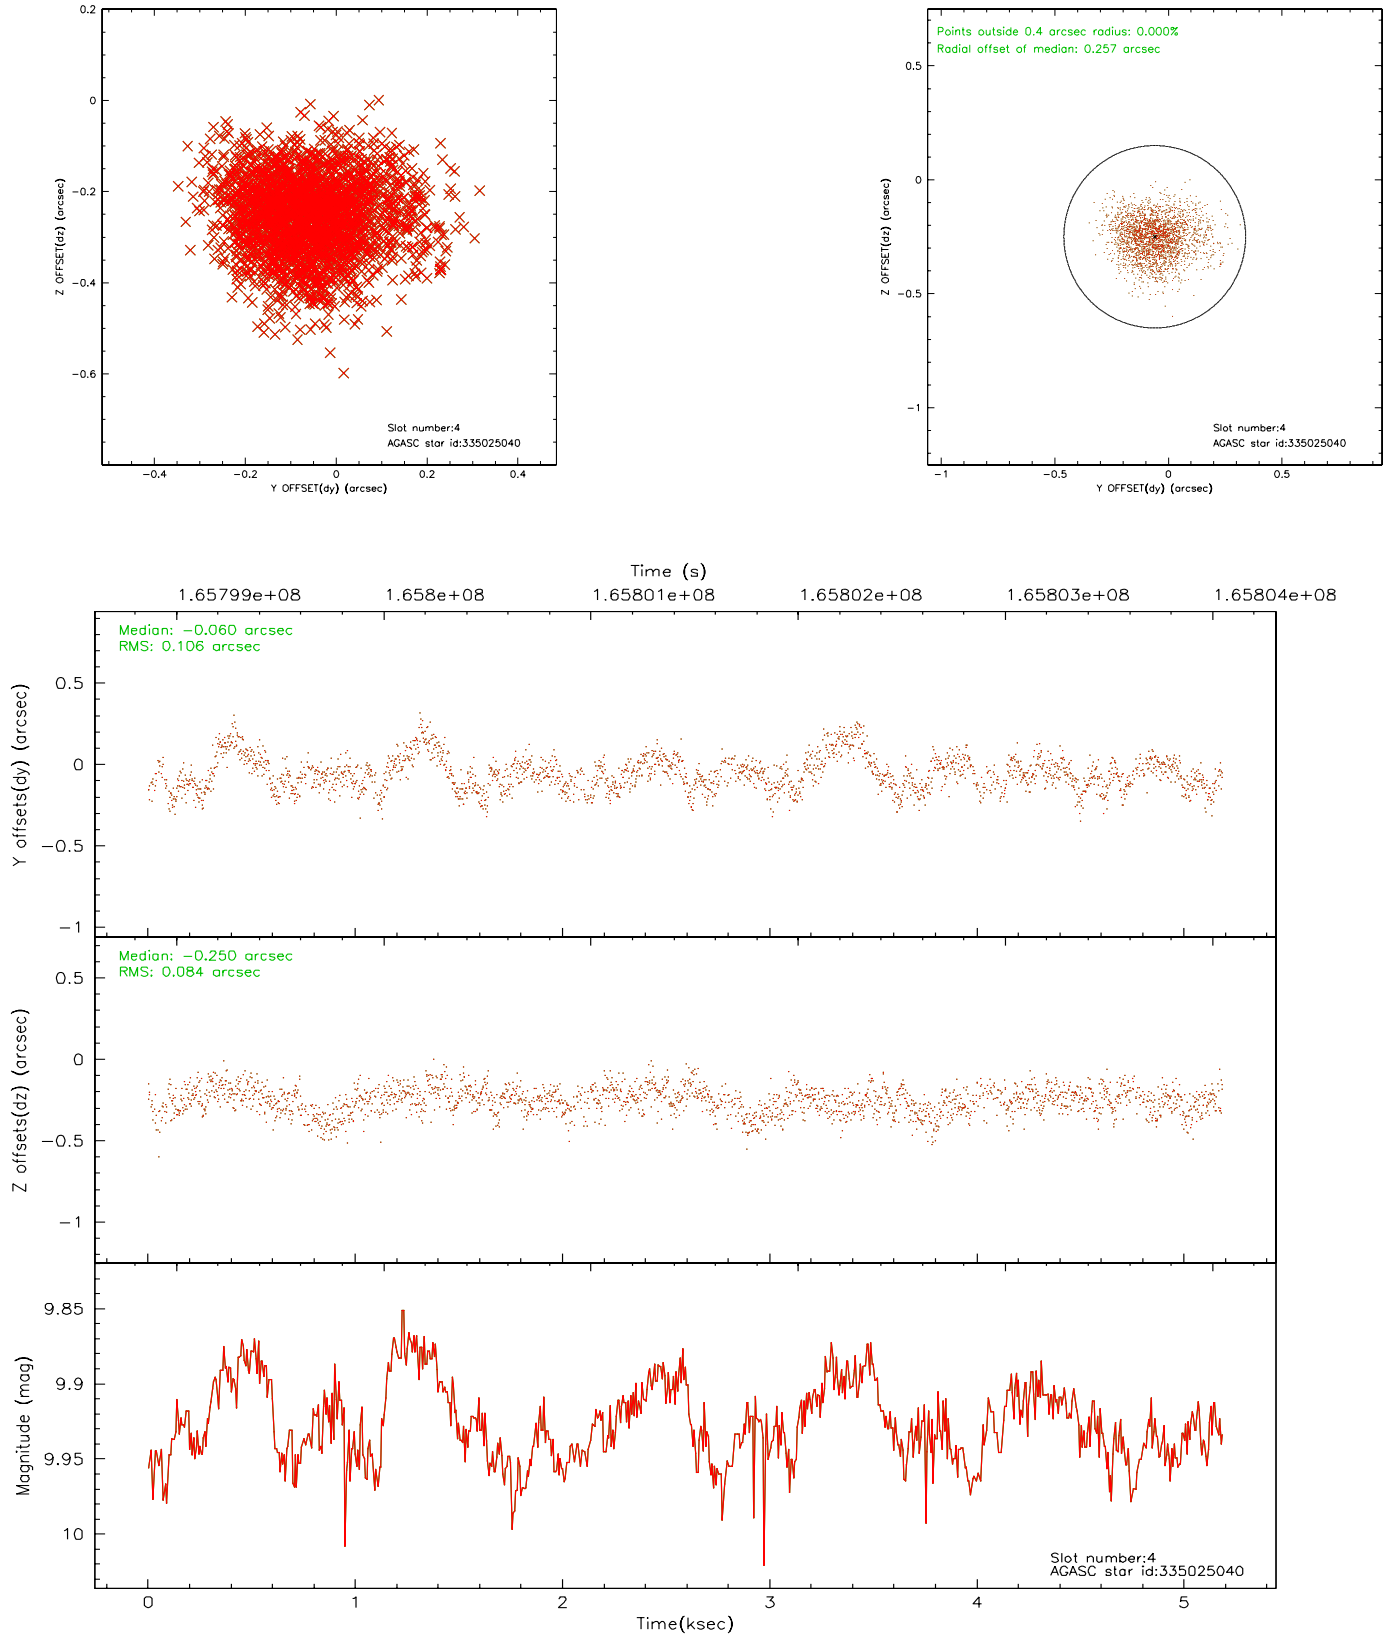 0.2
0
−0.2
−0.4
−0.6
Z OFFSET(dz) (arcsec)
Slot number:4
AGASC star id:335025040
−0.4 −0.2 0 0.2 0.4
Y OFFSET(dy) (arcsec)
Points outside 0.4 arcsec radius: 0.000%
Radial offset of median: 0.257 arcsec
0.5
0
−0.5
−1
Z OFFSET(dz) (arcsec)
Slot number:4
AGASC star id:335025040
−1 −0.5 0 0.5
Y OFFSET(dy) (arcsec)
Time (s)
1.65799e+08 1.658e+08 1.65801e+08 1.65802e+08 1.65803e+08 1.65804e+08
Median: −0.060 arcsec
RMS: 0.106 arcsec
0.5
0
−0.5
−1
Y offsets(dy) (arcsec)
Median: −0.250 arcsec
RMS: 0.084 arcsec
0.5
0
−0.5
−1
Z offsets(dz) (arcsec)
9.85
9.9
9.95
10
Magnitude (mag)
Slot number:4
AGASC star id:335025040
0 1 2 3 4 5
Time(ksec)